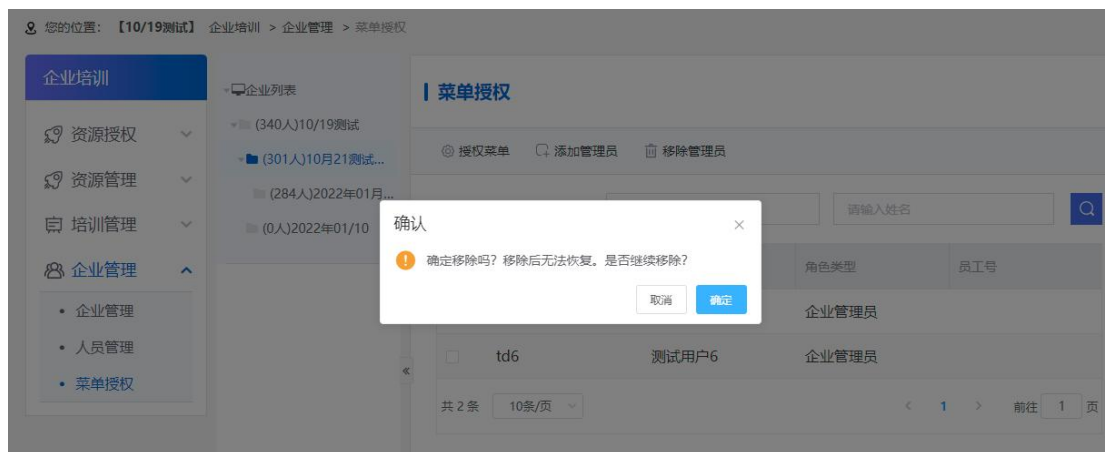 您的位置：【10/19测试】 企业培训 > 企业管理 > 菜单授权
企业培训
资源授权
资源管理
培训管理
企业管理
• 企业管理
• 人员管理
• 菜单授权
企业列表
(340人)10/19测试
(301人)10月21测试...
(284人)2022年01月...
(0人)2022年01/10
菜单授权
授权菜单 添加管理员 移除管理员
请输入姓名
角色类型 员工号
企业管理员
td6 测试用户6 企业管理员
共 2 条 10条/页 < 1 > 前往 1 页
确认
确定移除吗？移除后无法恢复。是否继续移除？
取消 确定